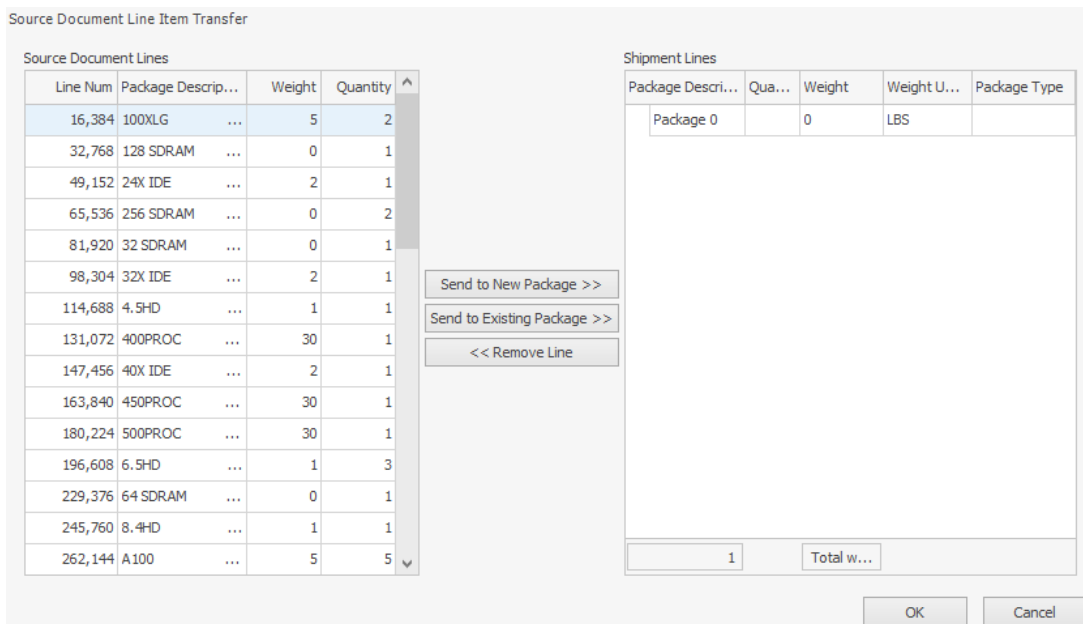 Source Document Line Item Transfer
Source Document Lines
Line Num Package Descrip... Weight Quantity
16,384 100XLG ... 5 2
32,768 128 SDRAM ... 0 1
49,152 24X IDE ... 2 1
65,536 256 SDRAM ... 0 2
81,920 32 SDRAM ... 0 1
98,304 32X IDE ... 2 1
114,688 4.5HD ... 1 1
131,072 400PROC ... 30 1
147,456 40X IDE ... 2 1
163,840 450PROC ... 30 1
180,224 500PROC ... 30 1
196,608 6.5HD ... 1 3
229,376 64 SDRAM ... 0 1
245,760 8.4HD ... 1 1
262,144 A100 ... 5 5
Send to New Package >>
Send to Existing Package >>
<< Remove Line
Shipment Lines
Package Descri... Qua... Weight Weight U... Package Type
Package 0 0 LBS
1 Total w...
OK Cancel